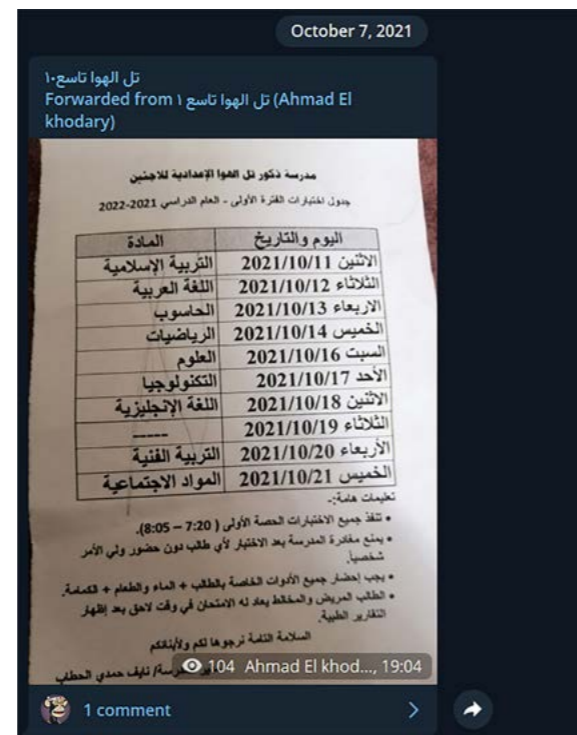 October 7, 2021
تل الهوا تاسع١٠
Forwarded from تل الهوا تاسع ١ (Ahmad El
khodary)
مدرسة ذكور تل الهوا الإعدادية للاجئين
جدول اختبارات الفترة الأولى - العام الدراسي 2021-2022
اليوم والتاريخ المادة
الاثنين 2021/10/11 التربية الإسلامية
الثلاثاء 2021/10/12 اللغة العربية
الاربعاء 2021/10/13 الحاسوب
الخميس 2021/10/14 الرياضيات
السبت 2021/10/16 العلوم
الأحد 2021/10/17 التكنولوجيا
الاثنين 2021/10/18 اللغة الإنجليزية
الثلاثاء 2021/10/19 -----
الأربعاء 2021/10/20 التربية الفنية
الخميس 2021/10/21 المواد الاجتماعية
تعليمات هامة:-
• تنفذ جميع الاختبارات الحصة الأولى ( 7:20 – 8:05).
• يمنع مغادرة المدرسة بعد الاختبار لأي طالب دون حضور ولي الأمر
شخصياً.
• يجب إحضار جميع الأدوات الخاصة بالطالب + الماء والطعام + الكمامة.
• الطالب المريض والمخالط يعاد له الامتحان في وقت لاحق بعد إظهار
التقارير الطبية.
السلامة التامة نرجوها لكم ولأبنائكم
المدرسة/ نايف حمدي الحطاب
104 Ahmad El khod..., 19:04
1 comment